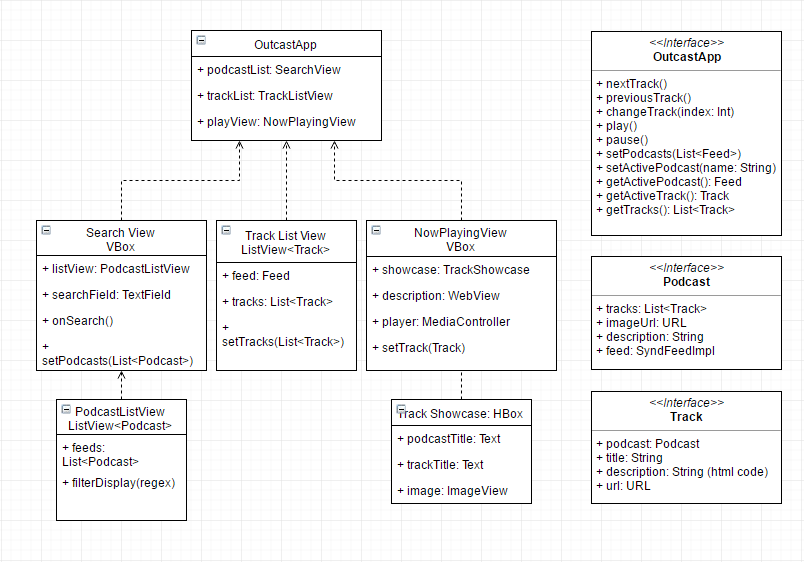 OutcastApp
+ podcastList: SearchView
+ trackList: TrackListView
+ playView: NowPlayingView
Search View
VBox
+ listView: PodcastListView
+ searchField: TextField
+ onSearch()
+
setPodcasts(List<Podcast>)
Track List View
ListView<Track>
+ feed: Feed
+ tracks: List<Track>
+
setTracks(List<Track>)
NowPlayingView
VBox
+ showcase: TrackShowcase
+ description: WebView
+ player: MediaController
+ setTrack(Track)
PodcastListView
ListView<Podcast>
+ feeds:
List<Podcast>
+ filterDisplay(regex)
Track Showcase: HBox
+ podcastTitle: Text
+ trackTitle: Text
+ image: ImageView
<<Interface>>
OutcastApp
+ nextTrack()
+ previousTrack()
+ changeTrack(index: Int)
+ play()
+ pause()
+ setPodcasts(List<Feed>)
+ setActivePodcast(name: String)
+ getActivePodcast(): Feed
+ getActiveTrack(): Track
+ getTracks(): List<Track>
<<Interface>>
Podcast
+ tracks: List<Track>
+ imageUrl: URL
+ description: String
+ feed: SyndFeedImpl
<<Interface>>
Track
+ podcast: Podcast
+ title: String
+ description: String (html code)
+ url: URL